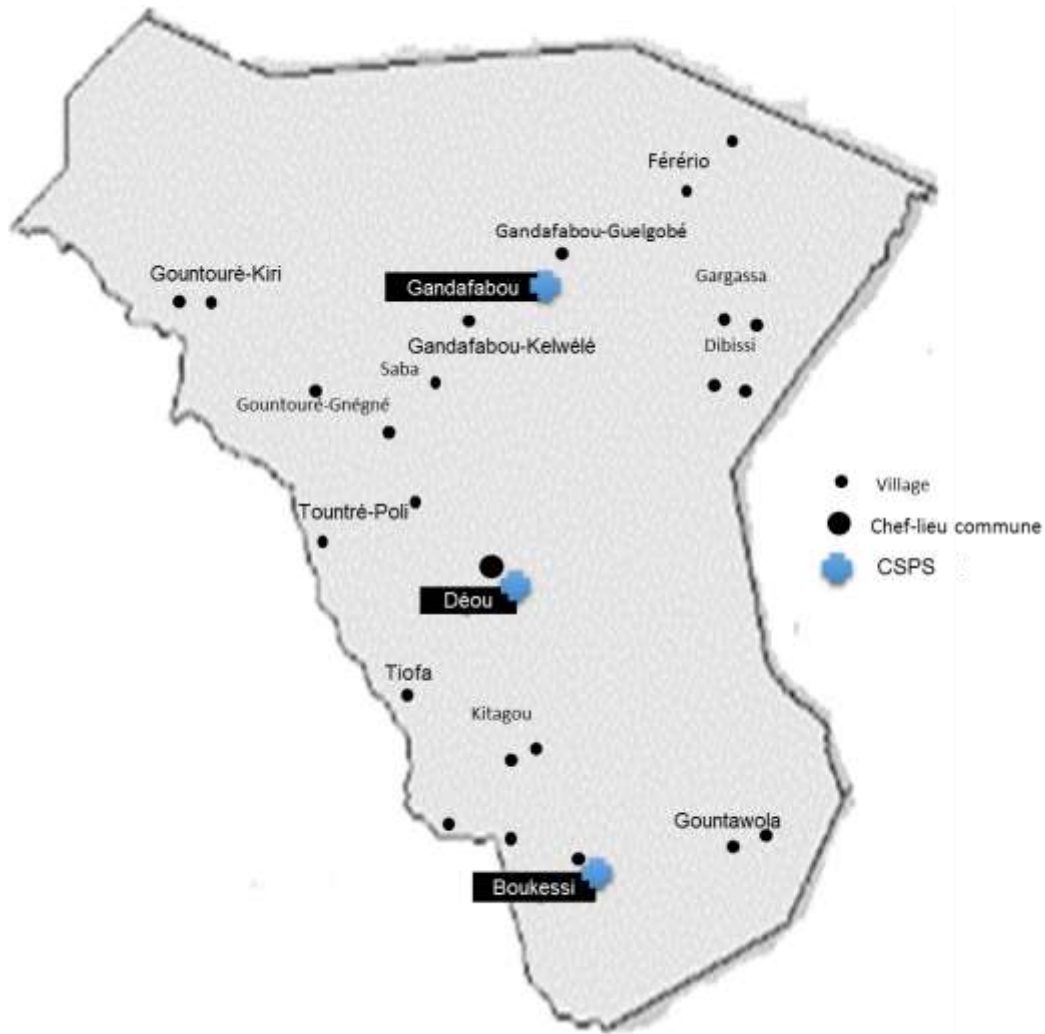 Férério
Gandafabou-Guelgobé
Gountouré-Kiri
Gargassa
Gandafabou
Gandafabou-Kelwélé
Dibissi
Saba
Gountouré-Gnégné
Village
Tountré-Poli
Chef-lieu commune
CSPS
Déou
Tiofa
Kitagou
Gountawola
Boukessi